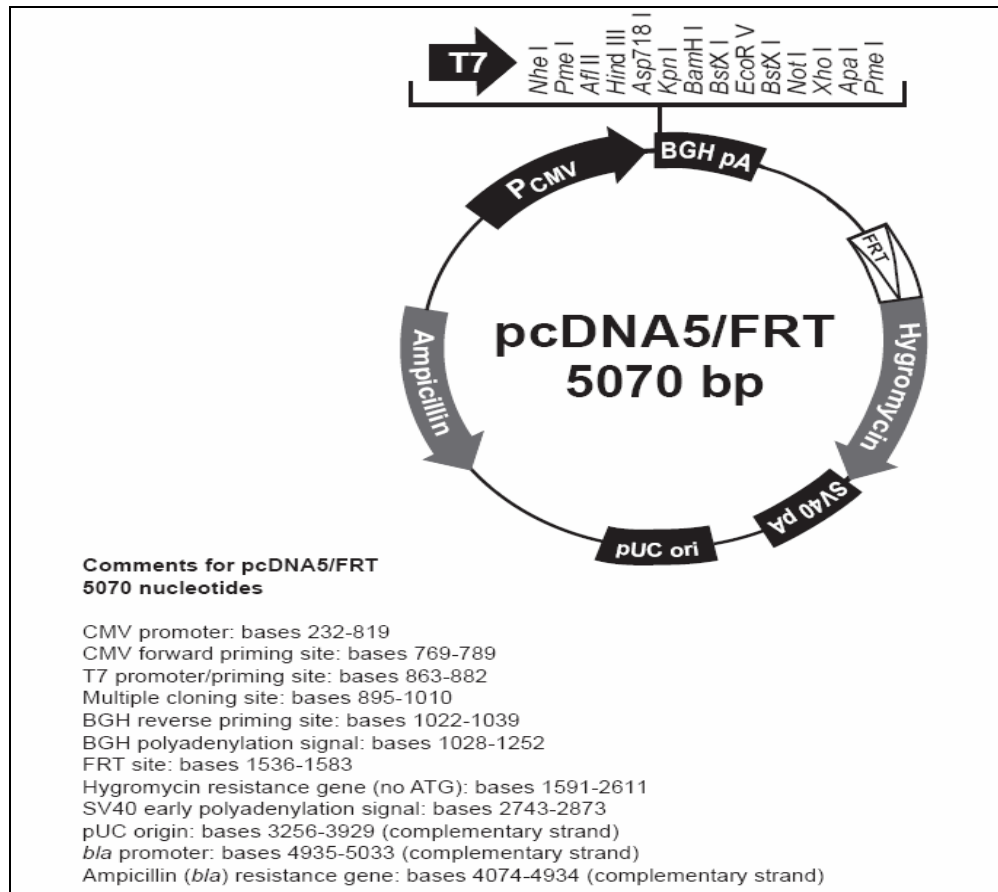 T7
Nhe I
Pme I
Afl II
Hind III
Asp718 I
Kpn I
BamH I
BstX I
EcoR V
BstX I
Not I
Xho I
Apa I
Pme I
PCMV
BGH pA
FRT
Hygromycin
SV40 pA
pUC ori
Ampicillin
pcDNA5/FRT
5070 bp
Comments for pcDNA5/FRT
5070 nucleotides
CMV promoter: bases 232-819
CMV forward priming site: bases 769-789
T7 promoter/priming site: bases 863-882
Multiple cloning site: bases 895-1010
BGH reverse priming site: bases 1022-1039
BGH polyadenylation signal: bases 1028-1252
FRT site: bases 1536-1583
Hygromycin resistance gene (no ATG): bases 1591-2611
SV40 early polyadenylation signal: bases 2743-2873
pUC origin: bases 3256-3929 (complementary strand)
bla promoter: bases 4935-5033 (complementary strand)
Ampicillin (bla) resistance gene: bases 4074-4934 (complementary strand)